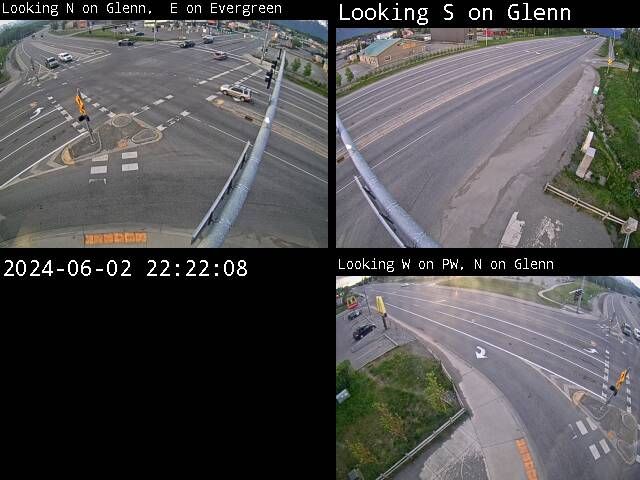 Looking N on Glenn,  E on Evergreen
Looking S on Glenn
2024-06-02 22:22:08
Looking W on PW, N on Glenn